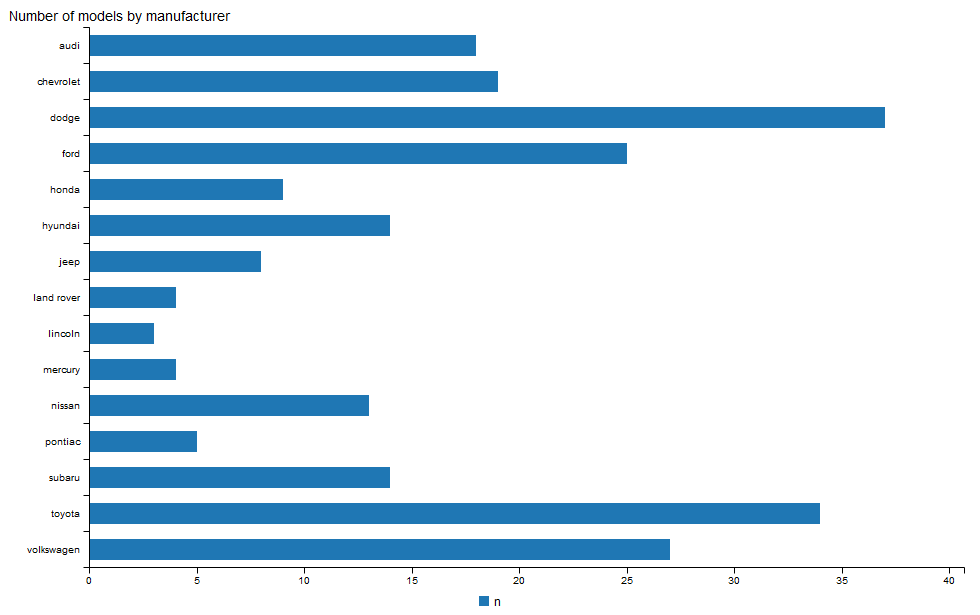 Number of models by manufacturer
audi
chevrolet
dodge
ford
honda
hyundai
jeep
land rover
lincoln
mercury
nissan
pontiac
subaru
toyota
volkswagen
0 5 10 15 20 25 30 35 40
n